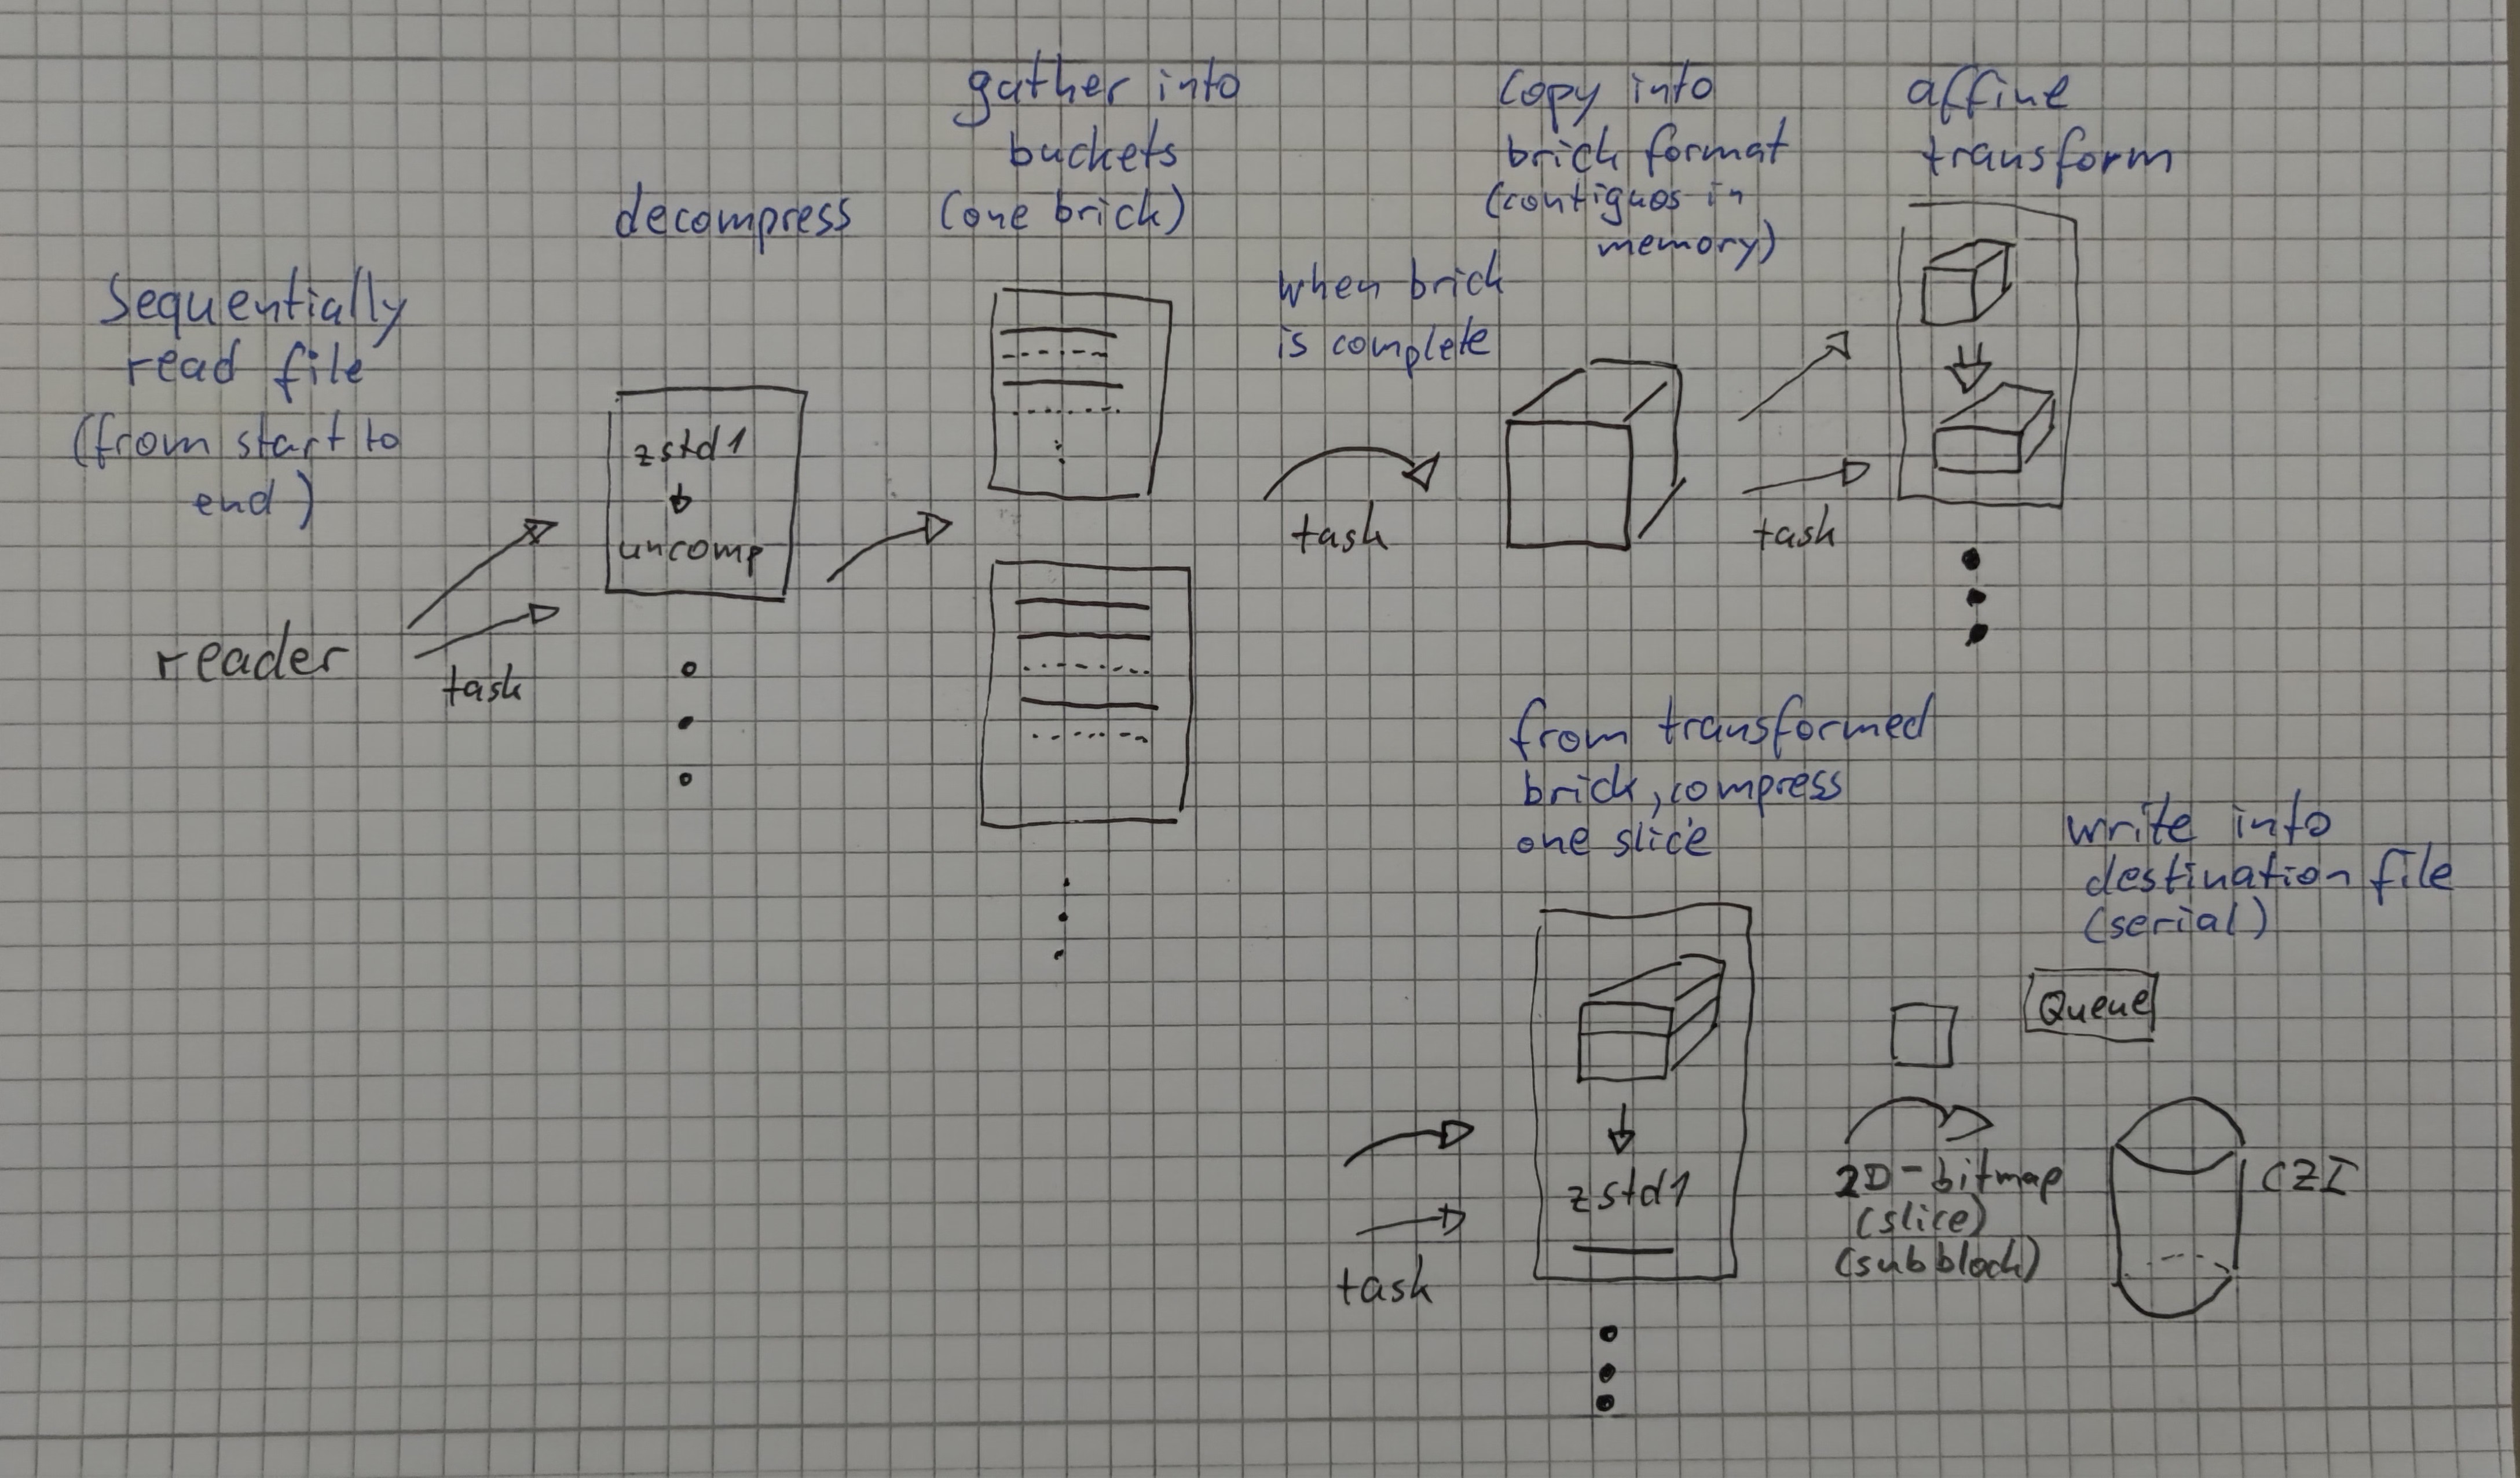 Sequentially
read file
(from start to
end)
reader
task
decompress
zstd1
uncomp
gather into
buckets
(one brick)
when brick
is complete
task
copy into
brick format
(contiguos in
memory)
task
affine
transform
from transformed
brick, compress
one slice
task
zstd1
2D-bitmap
(slice)
(subblock)
write into
destination file
(serial)
Queue
CZI